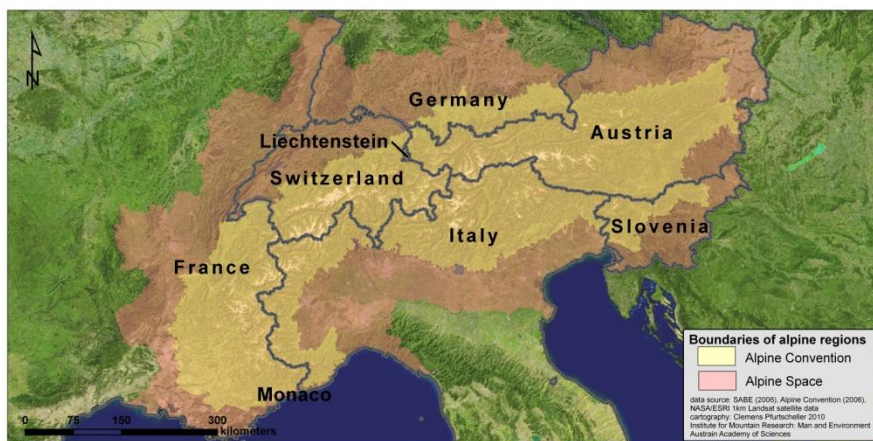 N
Germany
Austria
Liechtenstein
Switzerland
Slovenia
Italy
France
Monaco
0 75 150 300
kilometers
Boundaries of alpine regions
Alpine Convention
Alpine Space
data source: SABE (2006), Alpine Convention (2006),
NASA/ESRI 1km Landsat satellite data
cartography: Clemens Pfurtscheller 2010
Institute for Mountain Research: Man and Environment
Austrain Academy of Sciences